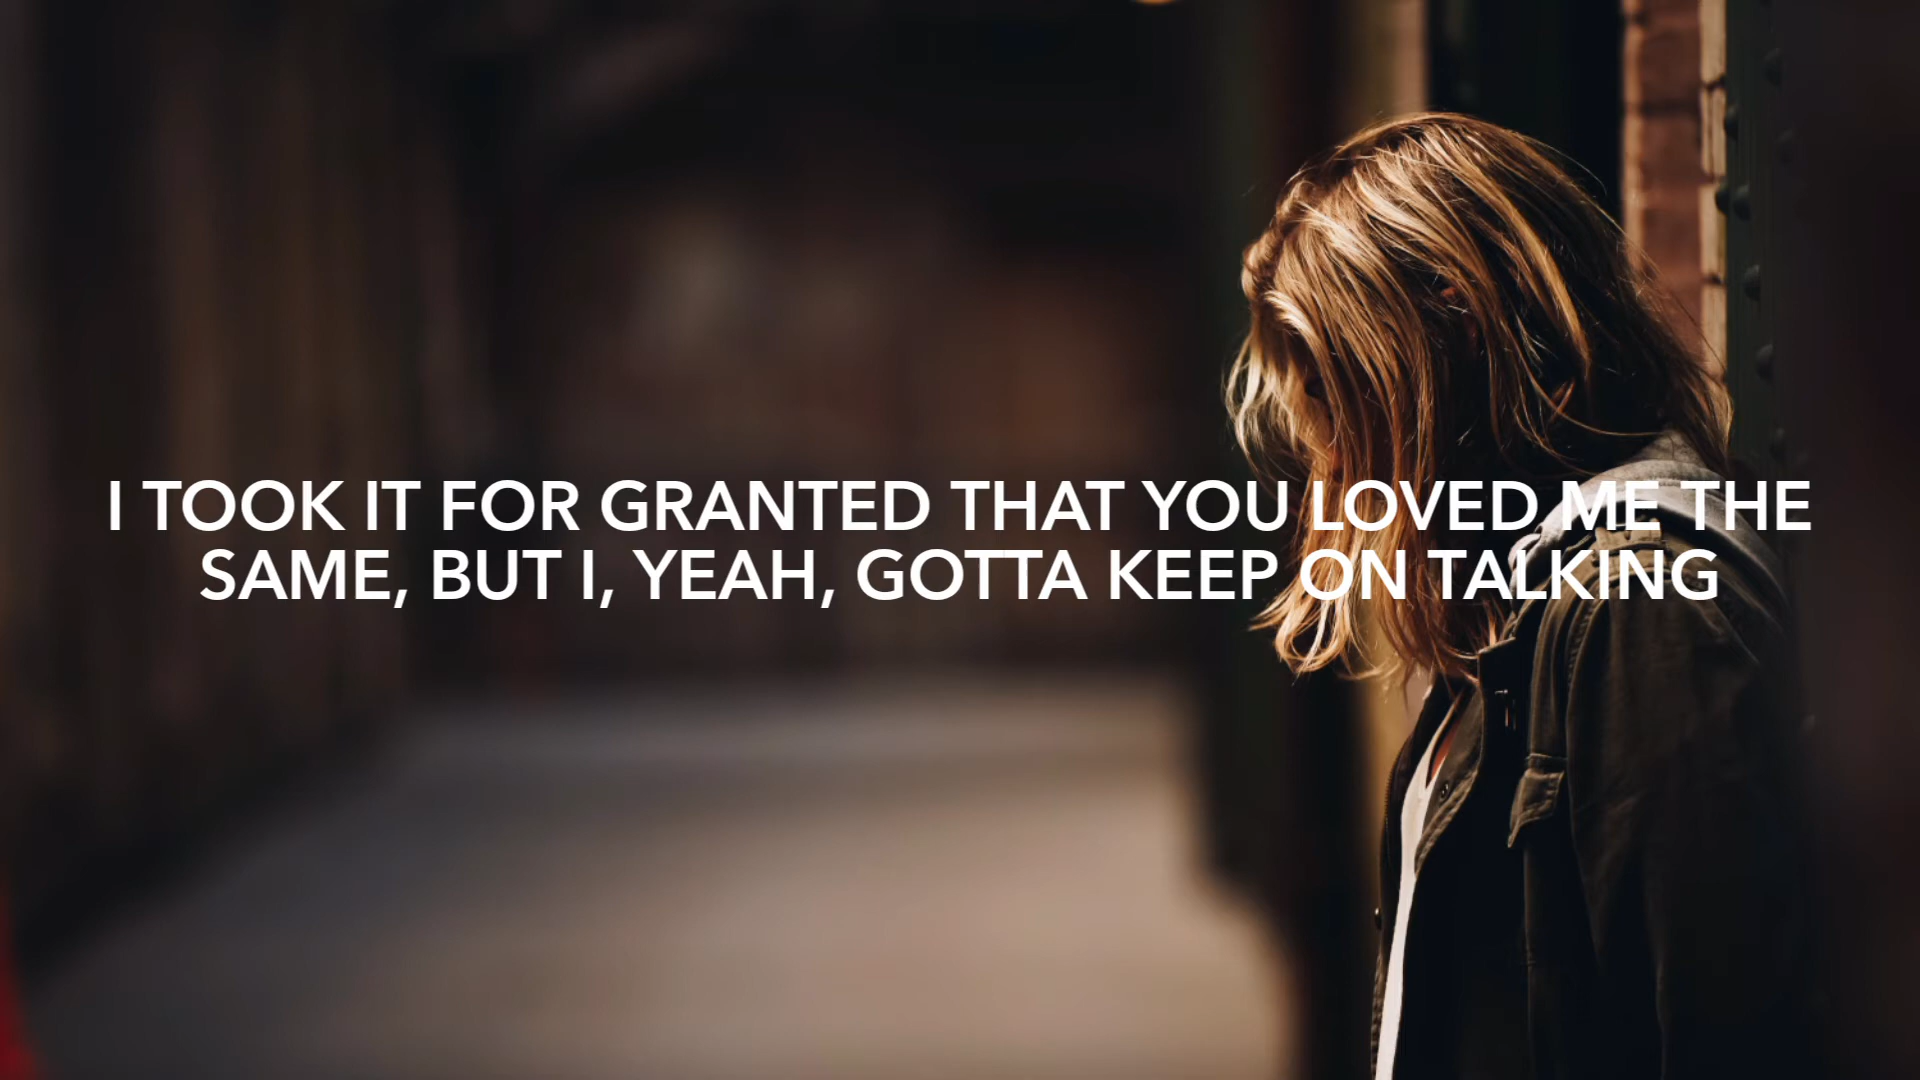 I TOOK IT FOR GRANTED THAT YOU LOVED ME THE
SAME, BUT I, YEAH, GOTTA KEEP ON TALKING